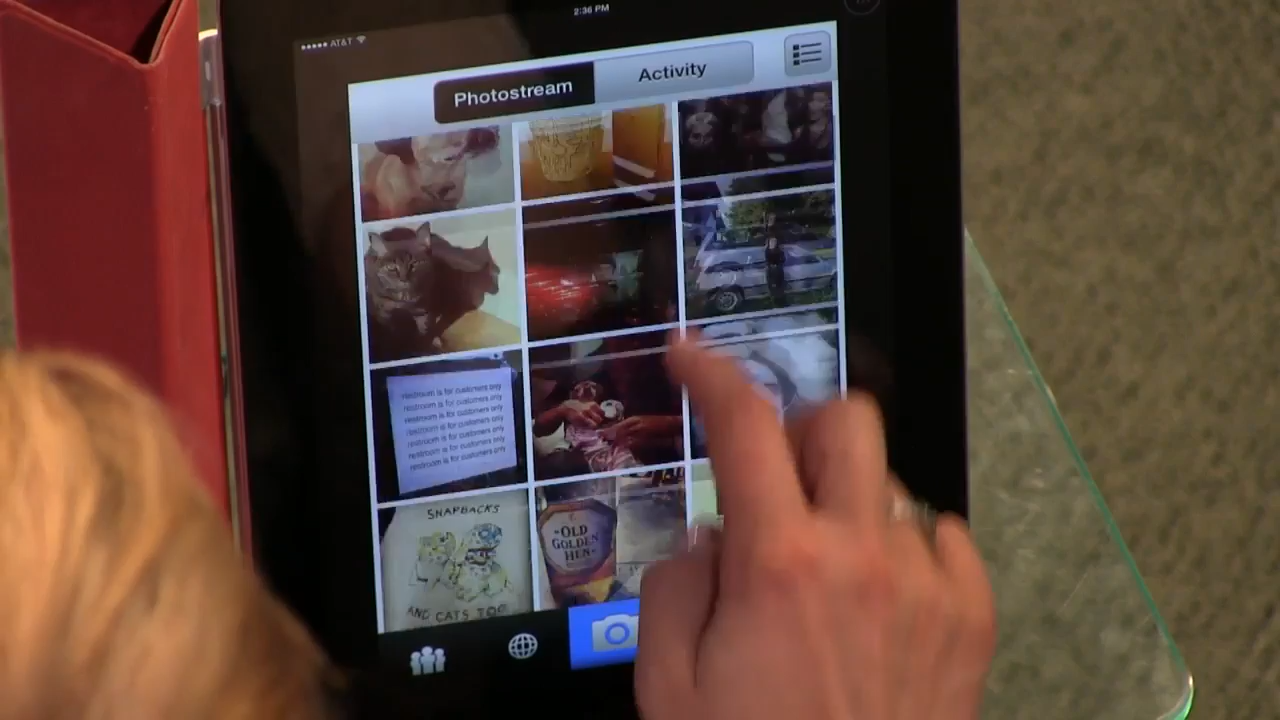 2:36 PM
AT&T
Photostream
Activity
restroom is for customers only
restroom is for customers only
restroom is for customers only
restroom is for customers only
restroom is for customers only
restroom is for customers only
SNAPBACKS
AND CATS TOO
OLD
GOLDEN
HEN